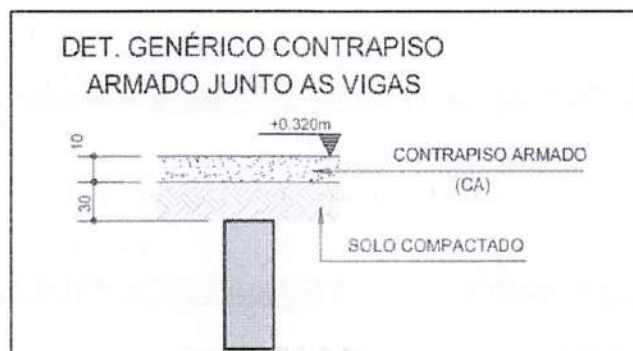 DET. GENÉRICO CONTRAPISO
ARMADO JUNTO AS VIGAS
+0.320m
10
CONTRAPISO ARMADO
(CA)
30
SOLO COMPACTADO